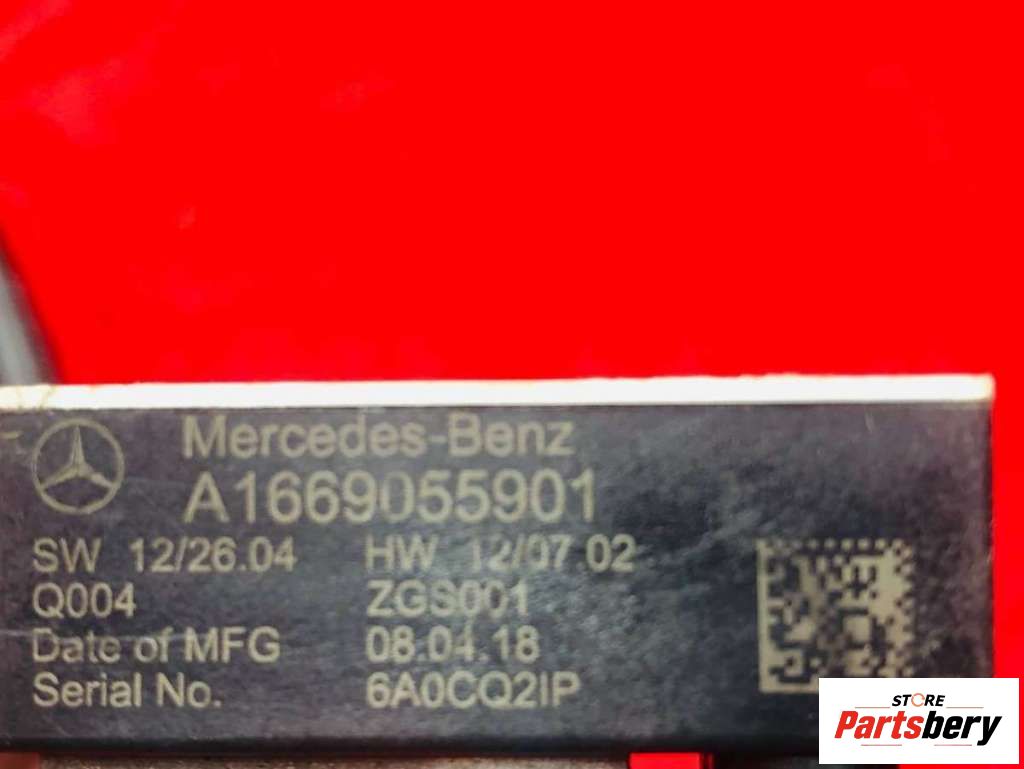 Mercedes-Benz
A1669055901
SW 12/26.04 HW 12/07.02
Q004 ZGS001
Date of MFG 08.04.18
Serial No. 6A0CQ2IP
STORE
Partsbery